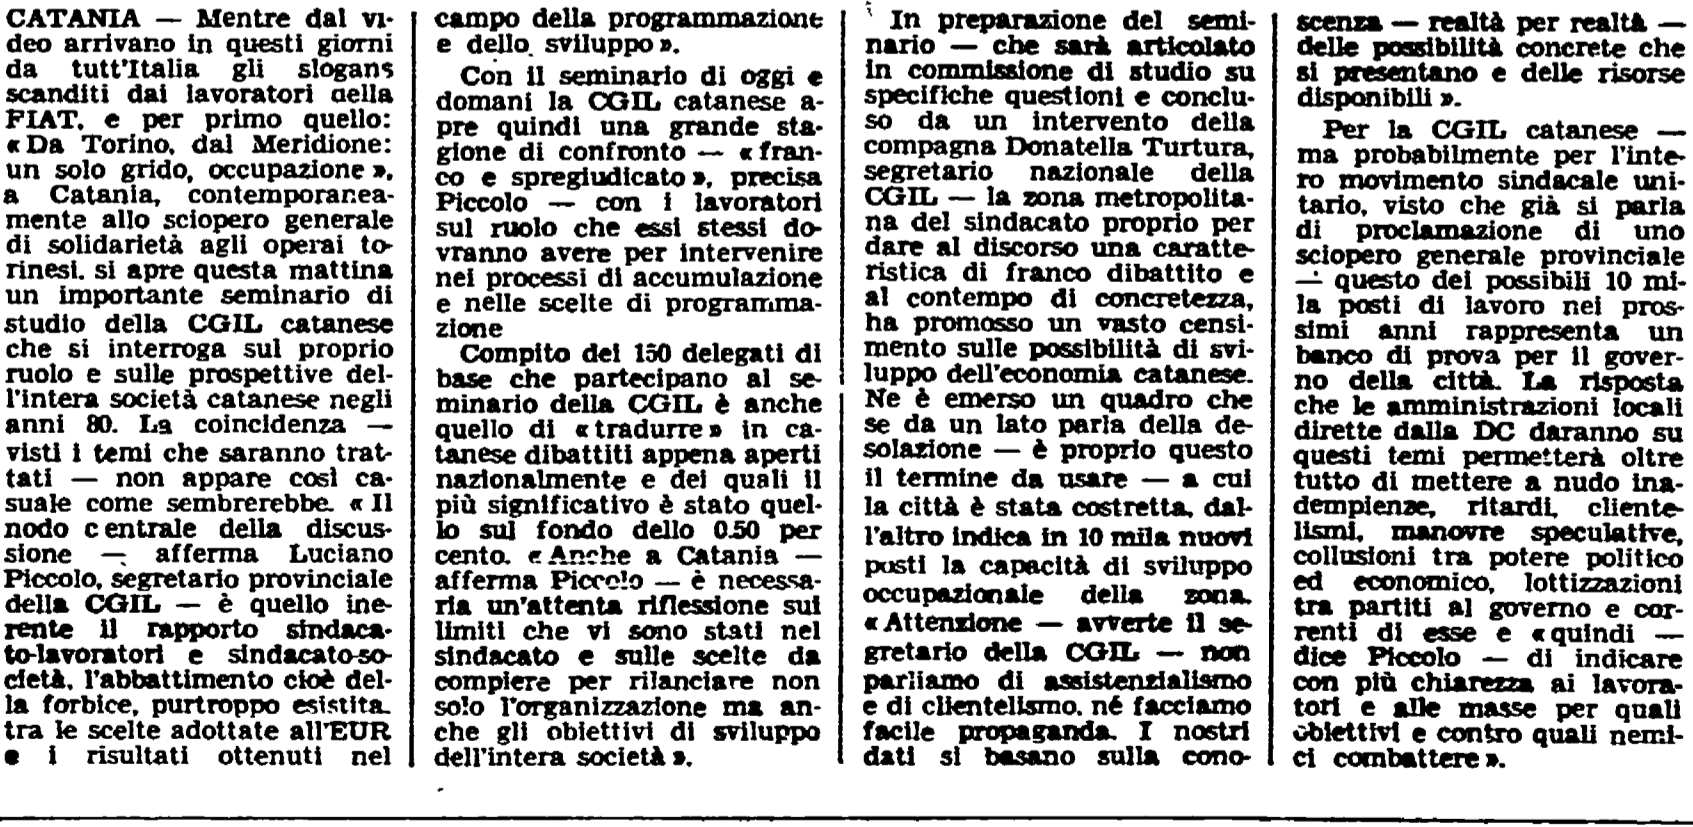 CATANIA — Mentre dal vi-
deo arrivano in questi giorni
da tutt'Italia gli slogans
scanditi dai lavoratori della
FIAT, e per primo quello:
« Da Torino, dal Meridione:
un solo grido, occupazione »,
a Catania, contemporanea-
mente allo sciopero generale
di solidarietà agli operai to-
rinesi, si apre questa mattina
un importante seminario di
studio della CGIL catanese
che si interroga sul proprio
ruolo e sulle prospettive del-
l'intera società catanese negli
anni 80. La coincidenza —
visti i temi che saranno trat-
tati — non appare così ca-
suale come sembrerebbe. « Il
nodo centrale della discus-
sione — afferma Luciano
Piccolo, segretario provinciale
della CGIL — è quello ine-
rente il rapporto sindaca-
to-lavoratori e sindacato-so-
cietà, l'abbattimento cioè del-
la forbice, purtroppo esistita
tra le scelte adottate all'EUR
e i risultati ottenuti nel
campo della programmazione
e dello sviluppo ».
Con il seminario di oggi e
domani la CGIL catanese a-
pre quindi una grande sta-
gione di confronto — « fran-
co e spregiudicato », precisa
Piccolo — con i lavoratori
sul ruolo che essi stessi do-
vranno avere per intervenire
nei processi di accumulazione
e nelle scelte di programma-
zione
Compito dei 150 delegati di
base che partecipano al se-
minario della CGIL è anche
quello di « tradurre » in ca-
tanese dibattiti appena aperti
nazionalmente e dei quali il
più significativo è stato quel-
lo sul fondo dello 0.50 per
cento. « Anche a Catania —
afferma Piccolo — è necessa-
ria un'attenta riflessione sui
limiti che vi sono stati nel
sindacato e sulle scelte da
compiere per rilanciare non
solo l'organizzazione ma an-
che gli obiettivi di sviluppo
dell'intera società ».
In preparazione del semi-
nario — che sarà articolato
in commissione di studio su
specifiche questioni e conclu-
so da un intervento della
compagna Donatella Turtura,
segretario nazionale della
CGIL — la zona metropolita-
na del sindacato proprio per
dare al discorso una caratte-
ristica di franco dibattito e
al contempo di concretezza,
ha promosso un vasto censi-
mento sulle possibilità di svi-
luppo dell'economia catanese.
Ne è emerso un quadro che
se da un lato parla della de-
solazione — è proprio questo
il termine da usare — a cui
la città è stata costretta, dal-
l'altro indica in 10 mila nuovi
posti la capacità di sviluppo
occupazionale della zona.
« Attenzione — avverte il se-
gretario della CGIL — non
parliamo di assistenzialismo
e di clientelismo, né facciamo
facile propaganda. I nostri
dati si basano sulla cono-
scenza — realtà per realtà —
delle possibilità concrete che
si presentano e delle risorse
disponibili ».
Per la CGIL catanese —
ma probabilmente per l'inte-
ro movimento sindacale uni-
tario, visto che già si parla
di proclamazione di uno
sciopero generale provinciale
— questo dei possibili 10 mi-
la posti di lavoro nei pros-
simi anni rappresenta un
banco di prova per il gover-
no della città. La risposta
che le amministrazioni locali
dirette dalla DC daranno su
questi temi permetterà oltre
tutto di mettere a nudo ina-
dempienze, ritardi, cliente-
lismi, manovre speculative,
collusioni tra potere politico
ed economico, lottizzazioni
tra partiti al governo e cor-
renti di esse e « quindi —
dice Piccolo — di indicare
con più chiarezza ai lavora-
tori e alle masse per quali
obiettivi e contro quali nemi-
ci combattere ».